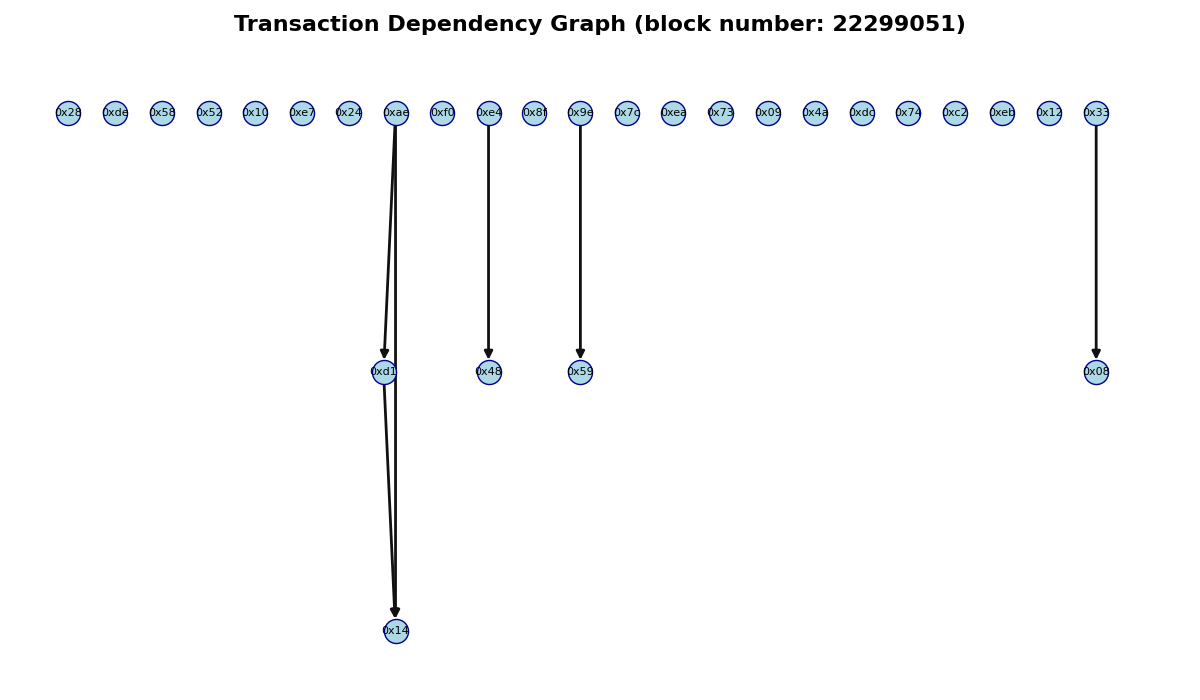 Transaction Dependency Graph (block number: 22299051)
0x28 0xde 0x58 0x52 0x10 0xe7 0x24 0xae 0xf0 0xe4 0x8f 0x9e 0x7c 0xea 0x73 0x09 0x4a 0xdc 0x74 0xc2 0xeb 0x12 0x33
0xd1 0x48 0x59 0x08
0x14